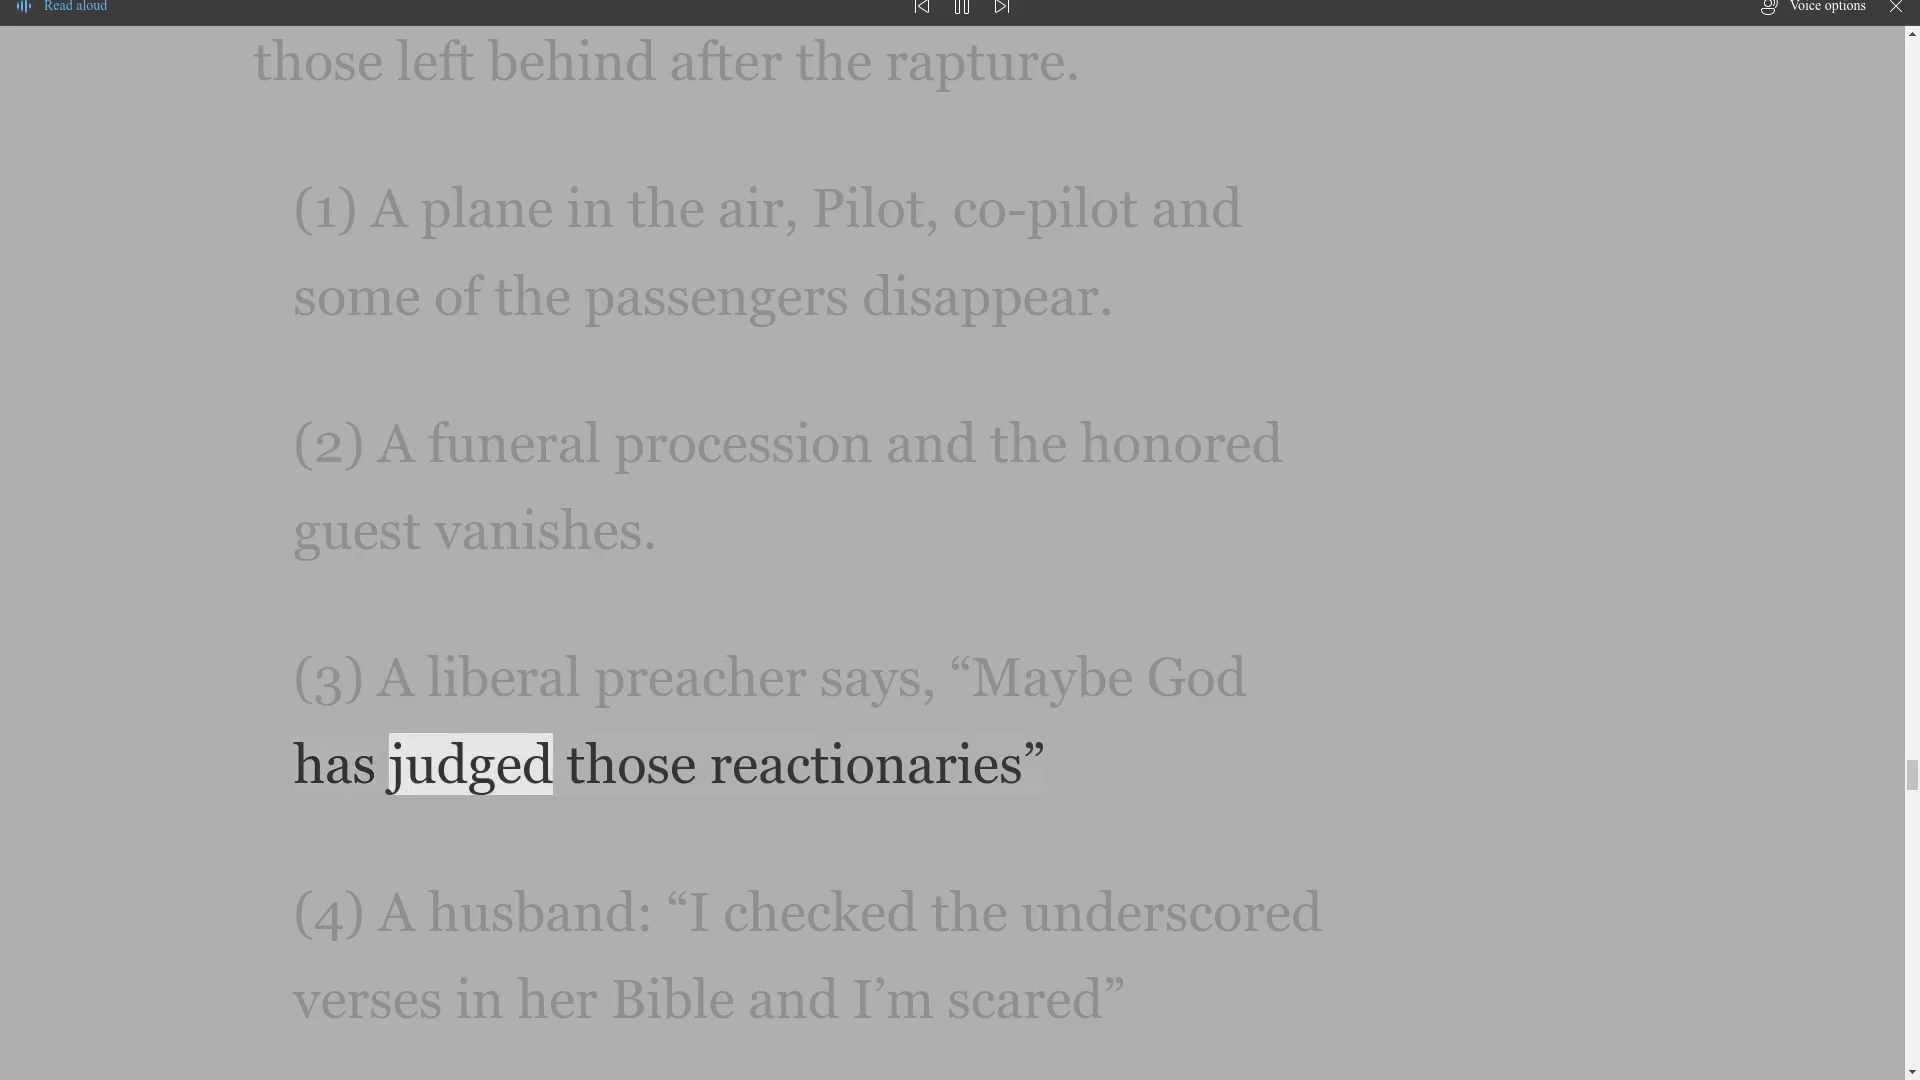 Read aloud
Voice options
those left behind after the rapture.
(1) A plane in the air, Pilot, co-pilot and
some of the passengers disappear.
(2) A funeral procession and the honored
guest vanishes.
(3) A liberal preacher says, “Maybe God
has judged those reactionaries”
(4) A husband: “I checked the underscored
verses in her Bible and I’m scared”